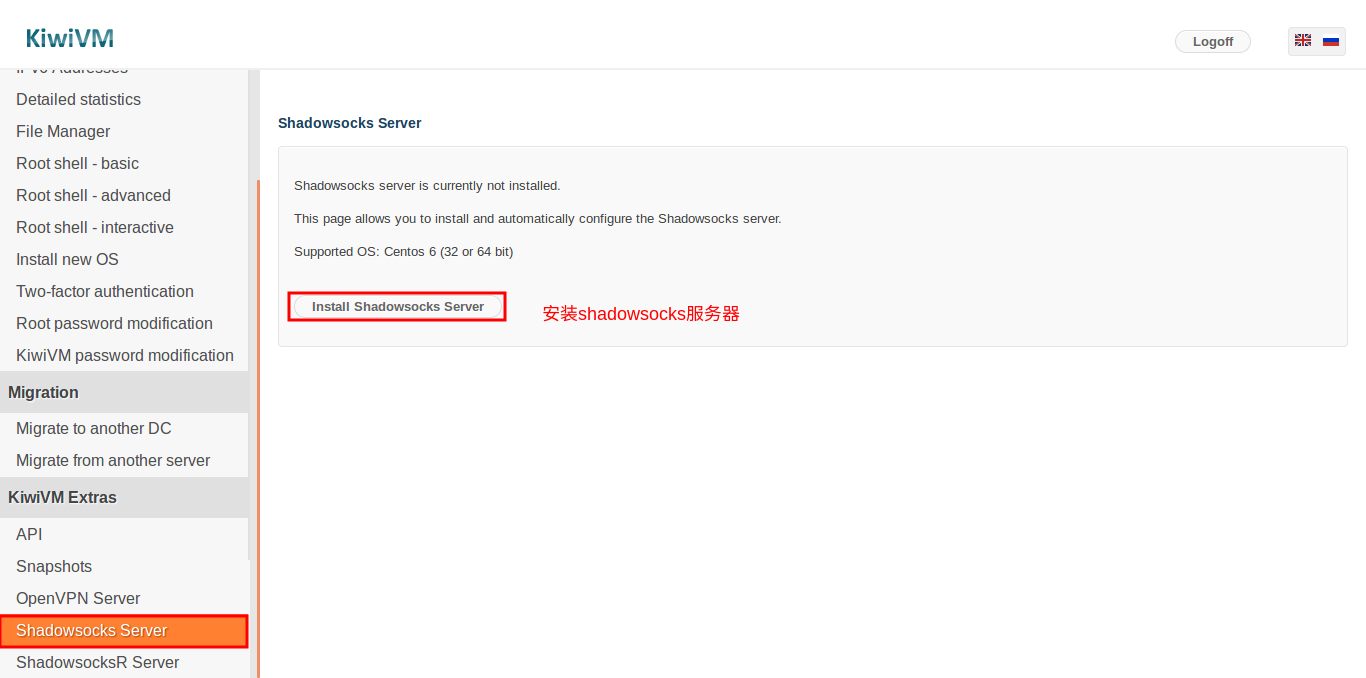 KiwiVM
Logoff
IPv6 Addresses
Detailed statistics
File Manager
Root shell - basic
Root shell - advanced
Root shell - interactive
Install new OS
Two-factor authentication
Root password modification
KiwiVM password modification
Migration
Migrate to another DC
Migrate from another server
KiwiVM Extras
API
Snapshots
OpenVPN Server
Shadowsocks Server
ShadowsocksR Server
Shadowsocks Server
Shadowsocks server is currently not installed.
This page allows you to install and automatically configure the Shadowsocks server.
Supported OS: Centos 6 (32 or 64 bit)
Install Shadowsocks Server
安装shadowsocks服务器